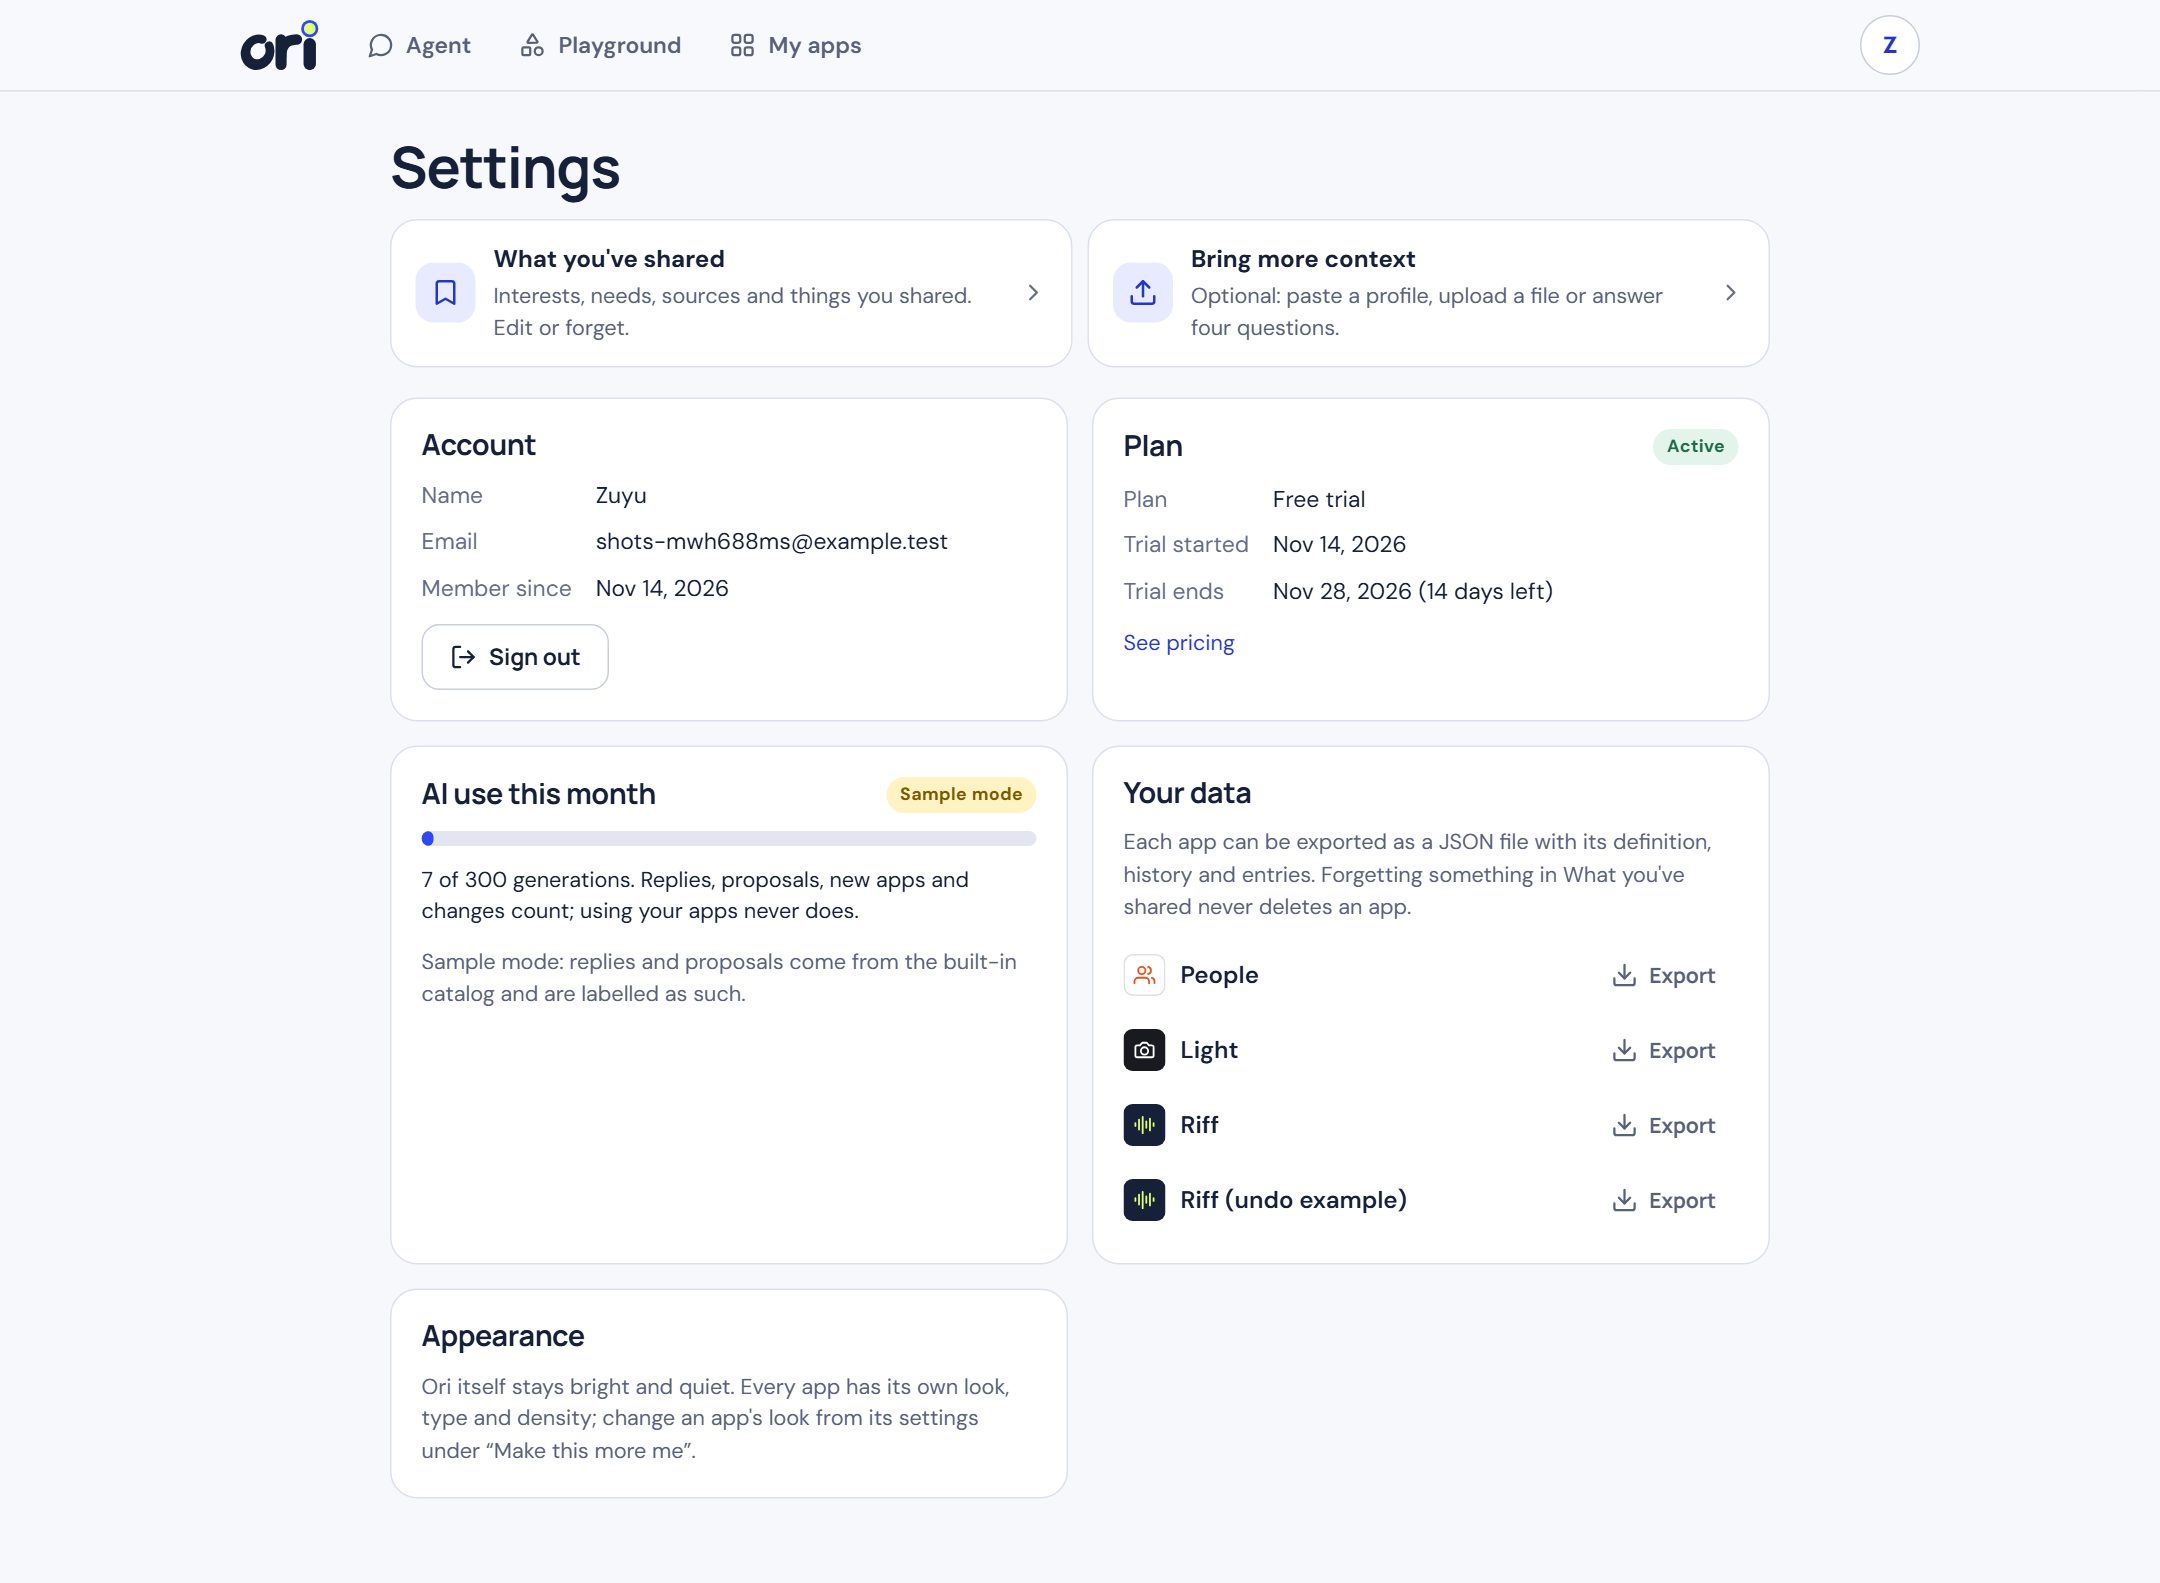 ori
Agent
Playground
My apps
Z
Settings
What you've shared
Interests, needs, sources and things you shared.
Edit or forget.
Bring more context
Optional: paste a profile, upload a file or answer
four questions.
Account
Name Zuyu
Email shots-mwh688ms@example.test
Member since Nov 14, 2026
Sign out
Plan
Active
Plan Free trial
Trial started Nov 14, 2026
Trial ends Nov 28, 2026 (14 days left)
See pricing
AI use this month
Sample mode
7 of 300 generations. Replies, proposals, new apps and
changes count; using your apps never does.
Sample mode: replies and proposals come from the built-in
catalog and are labelled as such.
Your data
Each app can be exported as a JSON file with its definition,
history and entries. Forgetting something in What you've
shared never deletes an app.
People Export
Light Export
Riff Export
Riff (undo example) Export
Appearance
Ori itself stays bright and quiet. Every app has its own look,
type and density; change an app's look from its settings
under “Make this more me”.